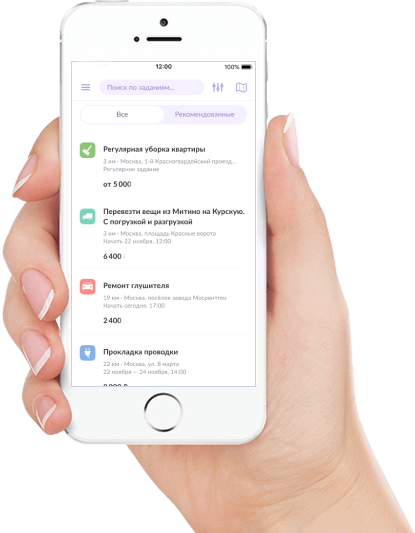 12:00
100%
Поиск по заданиям...
Все
Рекомендованные
Регулярная уборка квартиры
3 км · Москва, 1-й Красногвардейский проезд...
Регулярное задание
от 5 000
Перевезти вещи из Митино на Курскую.
С погрузкой и разгрузкой
3 км · Москва, площадь Красные ворота
Начать 22 ноября, 12:00
6 400
Ремонт глушителя
19 км · Москва, посёлок завода Мосрентген
Начать сегодня, 17:00
2 400
Прокладка проводки
22 км · Москва, ул. 8 марта
22 ноября — 24 ноября, 14:00